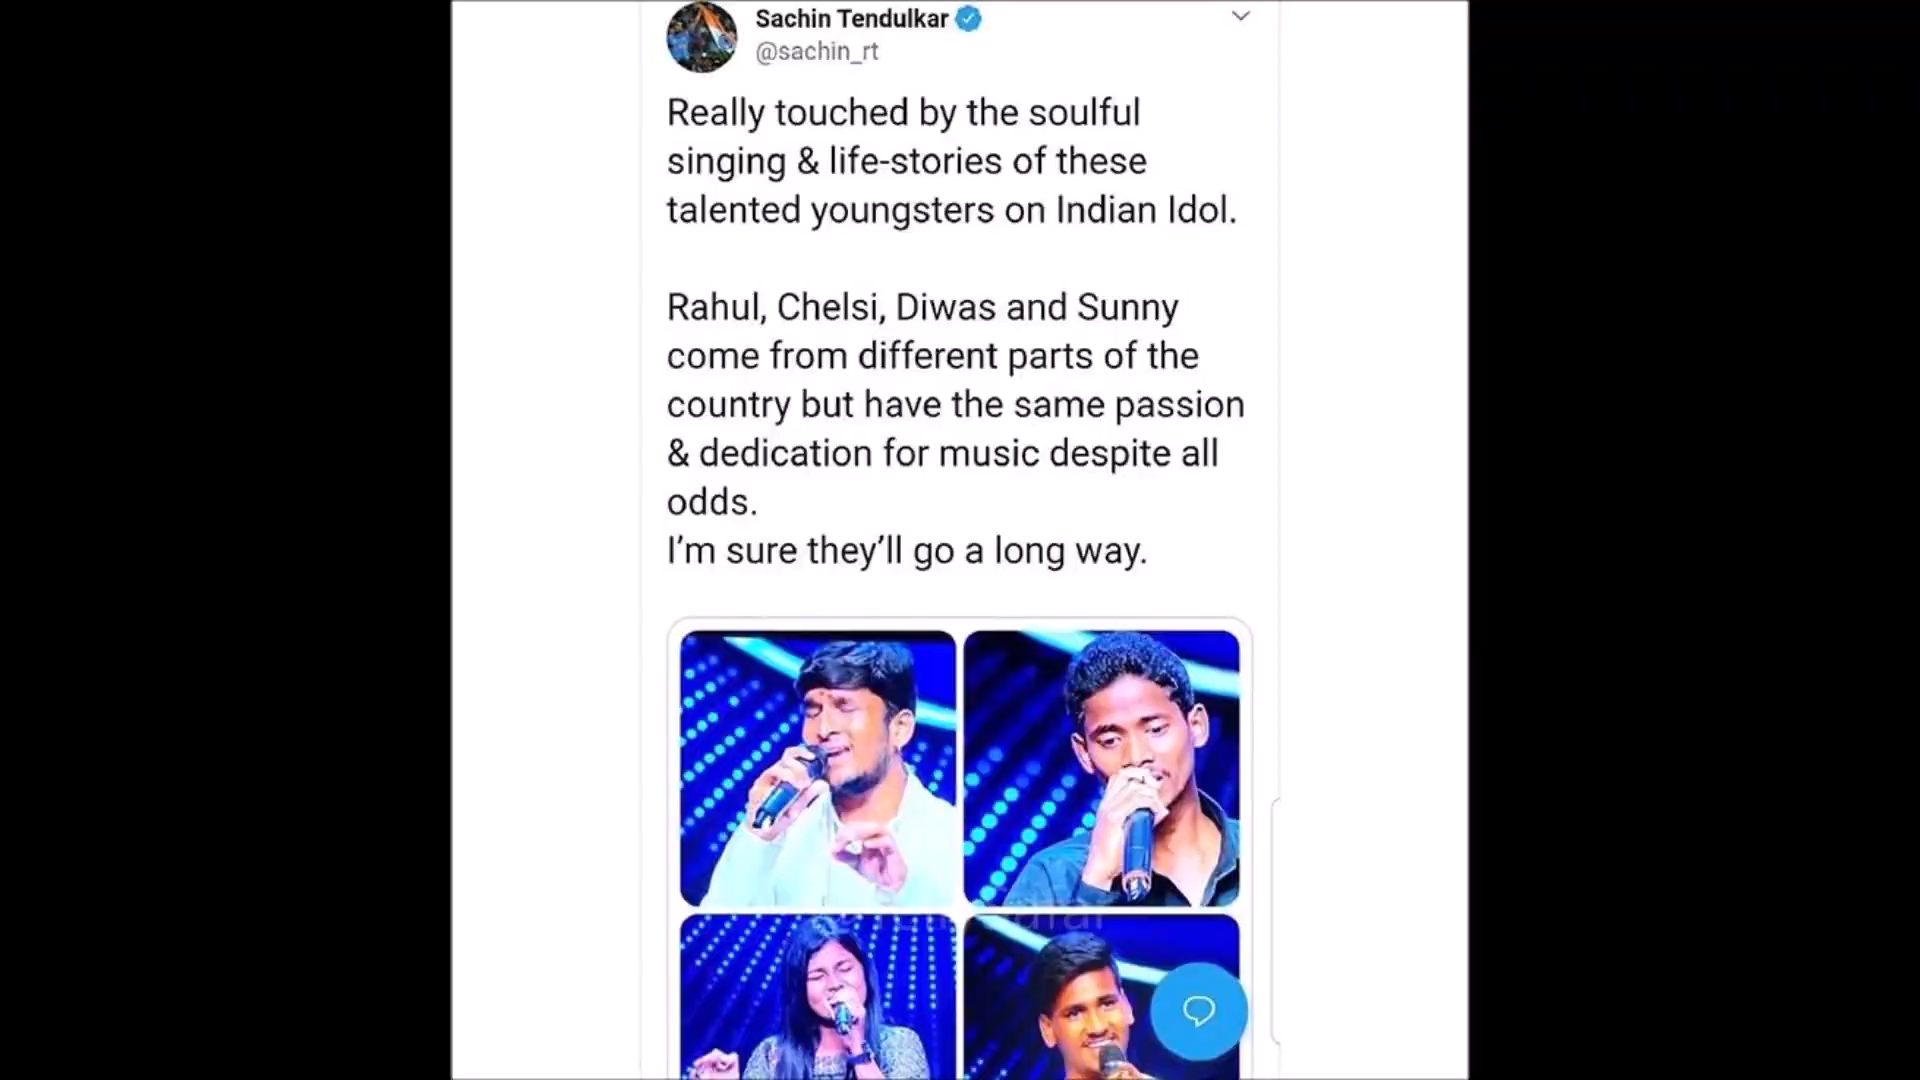 Sachin Tendulkar
@sachin_rt
Really touched by the soulful
singing & life-stories of these
talented youngsters on Indian Idol.
Rahul, Chelsi, Diwas and Sunny
come from different parts of the
country but have the same passion
& dedication for music despite all
odds.
I’m sure they’ll go a long way.